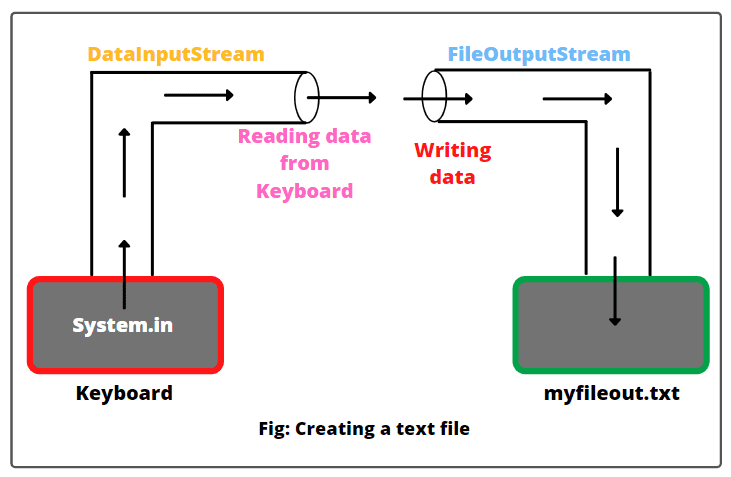 DataInputStream
FileOutputStream
Reading data
from
Keyboard
Writing
data
System.in
Keyboard
myfileout.txt
Fig: Creating a text file